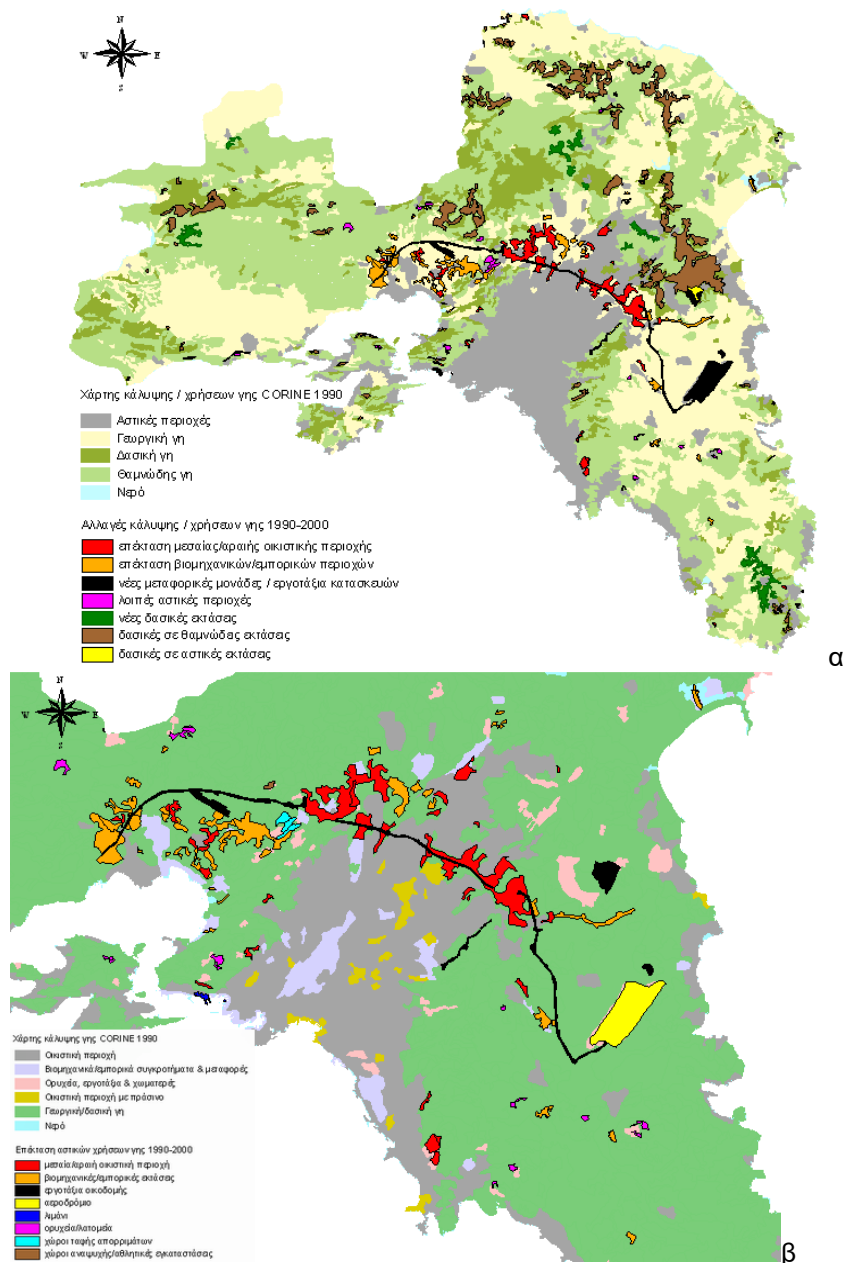 N
W
E
S
Χάρτης κάλυψης / χρήσεων γης CORINE 1990
Αστικές περιοχές
Γεωργική γη
Δασική γη
Θαμνώδης γη
Νερό
Αλλαγές κάλυψης / χρήσεων γης 1990-2000
επέκταση μεσαίας/αραιής οικιστικής περιοχής
επέκταση βιομηχανικών/εμπορικών περιοχών
νέες μεταφορικές μονάδες / εργοτάξια κατασκευών
λοιπές αστικές περιοχές
νέες δασικές εκτάσεις
δασικές σε θαμνώδεις εκτάσεις
δασικές σε αστικές εκτάσεις
α
N
W
E
S
Χάρτης κάλυψης γης CORINE 1990
Οικιστική περιοχή
Βιομηχανικά/εμπορικά συγκροτήματα & μεταφορές
Ορυχεία, εργοτάξια & χωματερές
Οικιστική περιοχή με πράσινο
Γεωργική/δασική γη
Νερό
Επέκταση αστικών χρήσεων γης 1990-2000
μεσαία/αραιή οικιστική περιοχή
βιομηχανικές/εμπορικές εκτάσεις
εργοτάξια οικοδομής
αεροδρόμιο
λιμάνι
ορυχεία/λατομεία
χώροι ταφής απορριμάτων
χώροι αναψυχής/αθλητικές εγκαταστάσεις
β